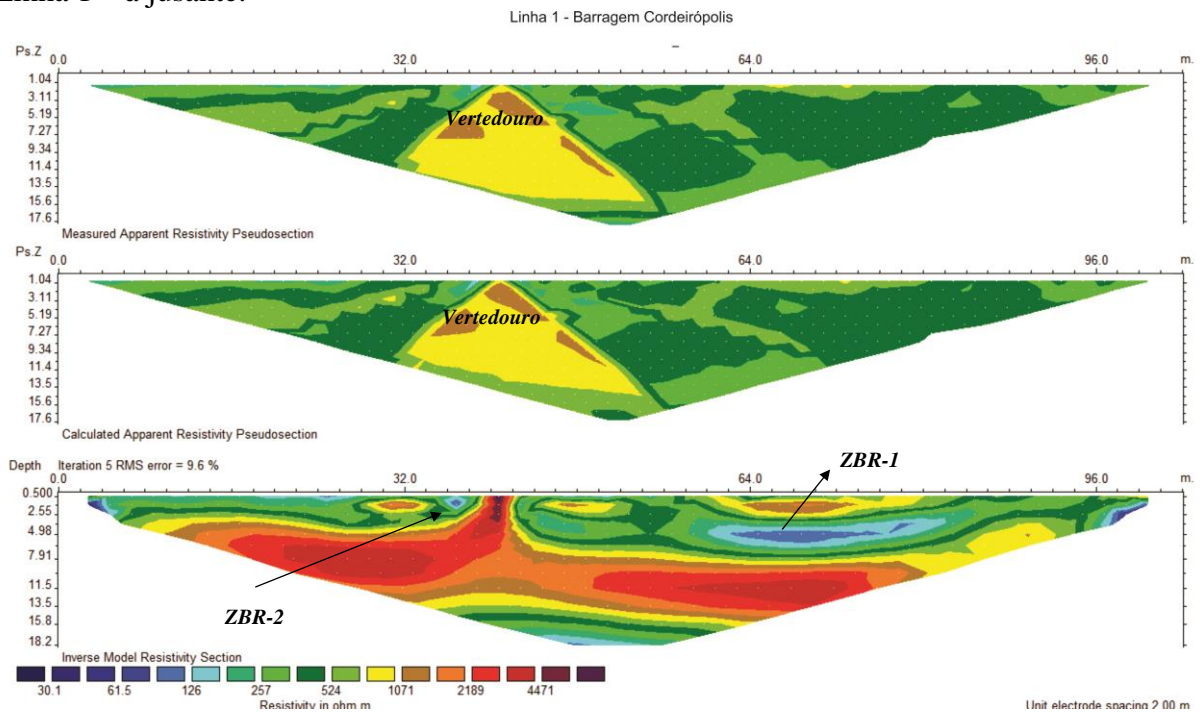 Linha 1 - Barragem Cordeirópolis
Ps.Z 0.0 32.0 64.0 96.0 m.
1.04
3.11
5.19
7.27
9.34
11.4
13.5
15.6
17.6
Vertedouro
Measured Apparent Resistivity Pseudosection
Ps.Z 0.0 32.0 64.0 96.0 m.
1.04
3.11
5.19
7.27
9.34
11.4
13.5
15.6
17.6
Vertedouro
Calculated Apparent Resistivity Pseudosection
Depth Iteration 5 RMS error = 9.6 %
0.0 32.0 64.0 96.0 m.
ZBR-1
0.500
2.55
4.98
7.91
11.5
13.5
15.8
18.2
ZBR-2
Inverse Model Resistivity Section
30.1 61.5 126 257 524 1071 2189 4471
Resistivity in ohm.m
Unit electrode spacing 2.00 m.